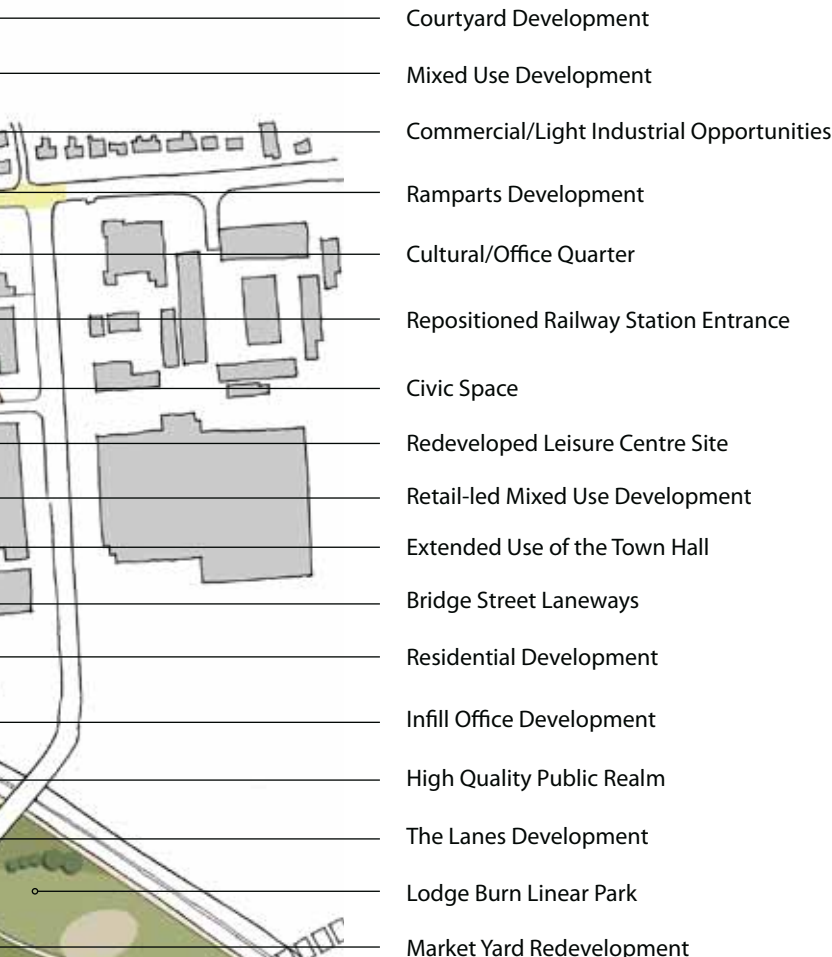 Courtyard Development
Mixed Use Development
Commercial/Light Industrial Opportunities
Ramparts Development
Cultural/Office Quarter
Repositioned Railway Station Entrance
Civic Space
Redeveloped Leisure Centre Site
Retail-led Mixed Use Development
Extended Use of the Town Hall
Bridge Street Laneways
Residential Development
Infill Office Development
High Quality Public Realm
The Lanes Development
Lodge Burn Linear Park
Market Yard Redevelopment